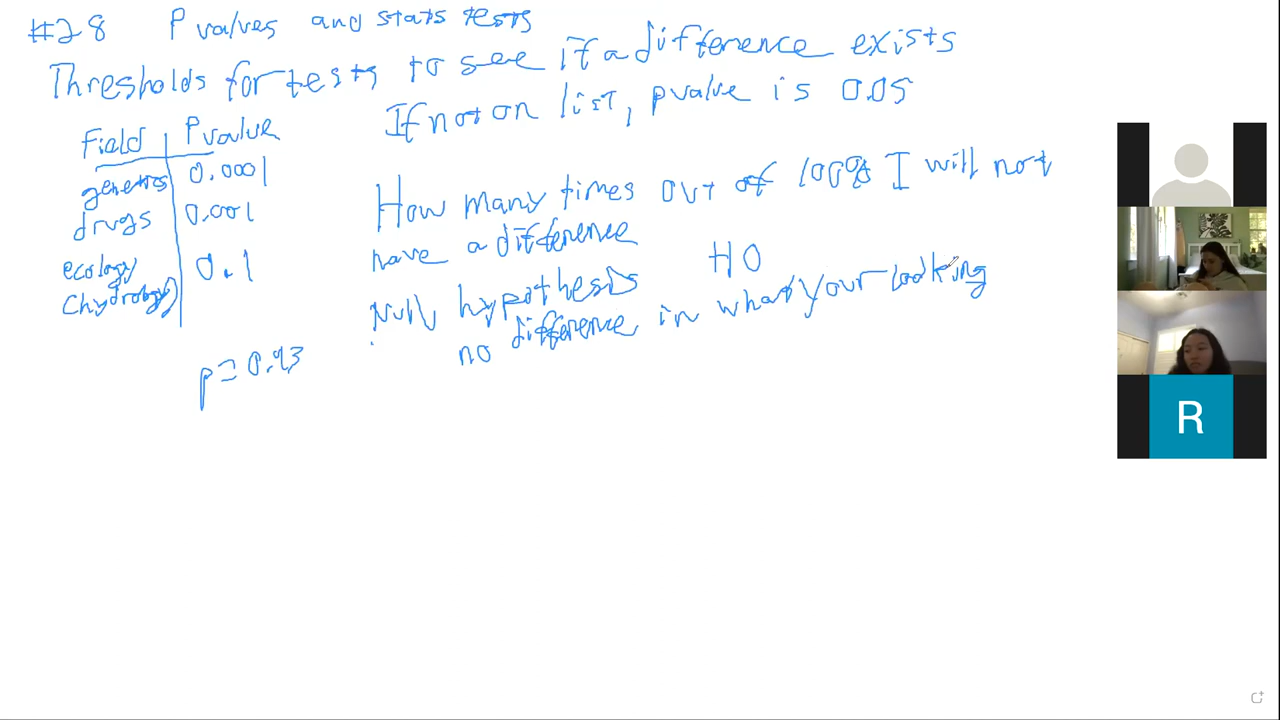 #28 P values and stats tests
Thresholds for tests to see if a difference exists
If not on list, pvalue is 0.05
Field Pvalue
genetics 0.0001
drugs 0.001
ecology 0.1
(hydrology)
How many times out of 100% I will not
have a difference
Null hypothesis H0
no difference in what your looking
R